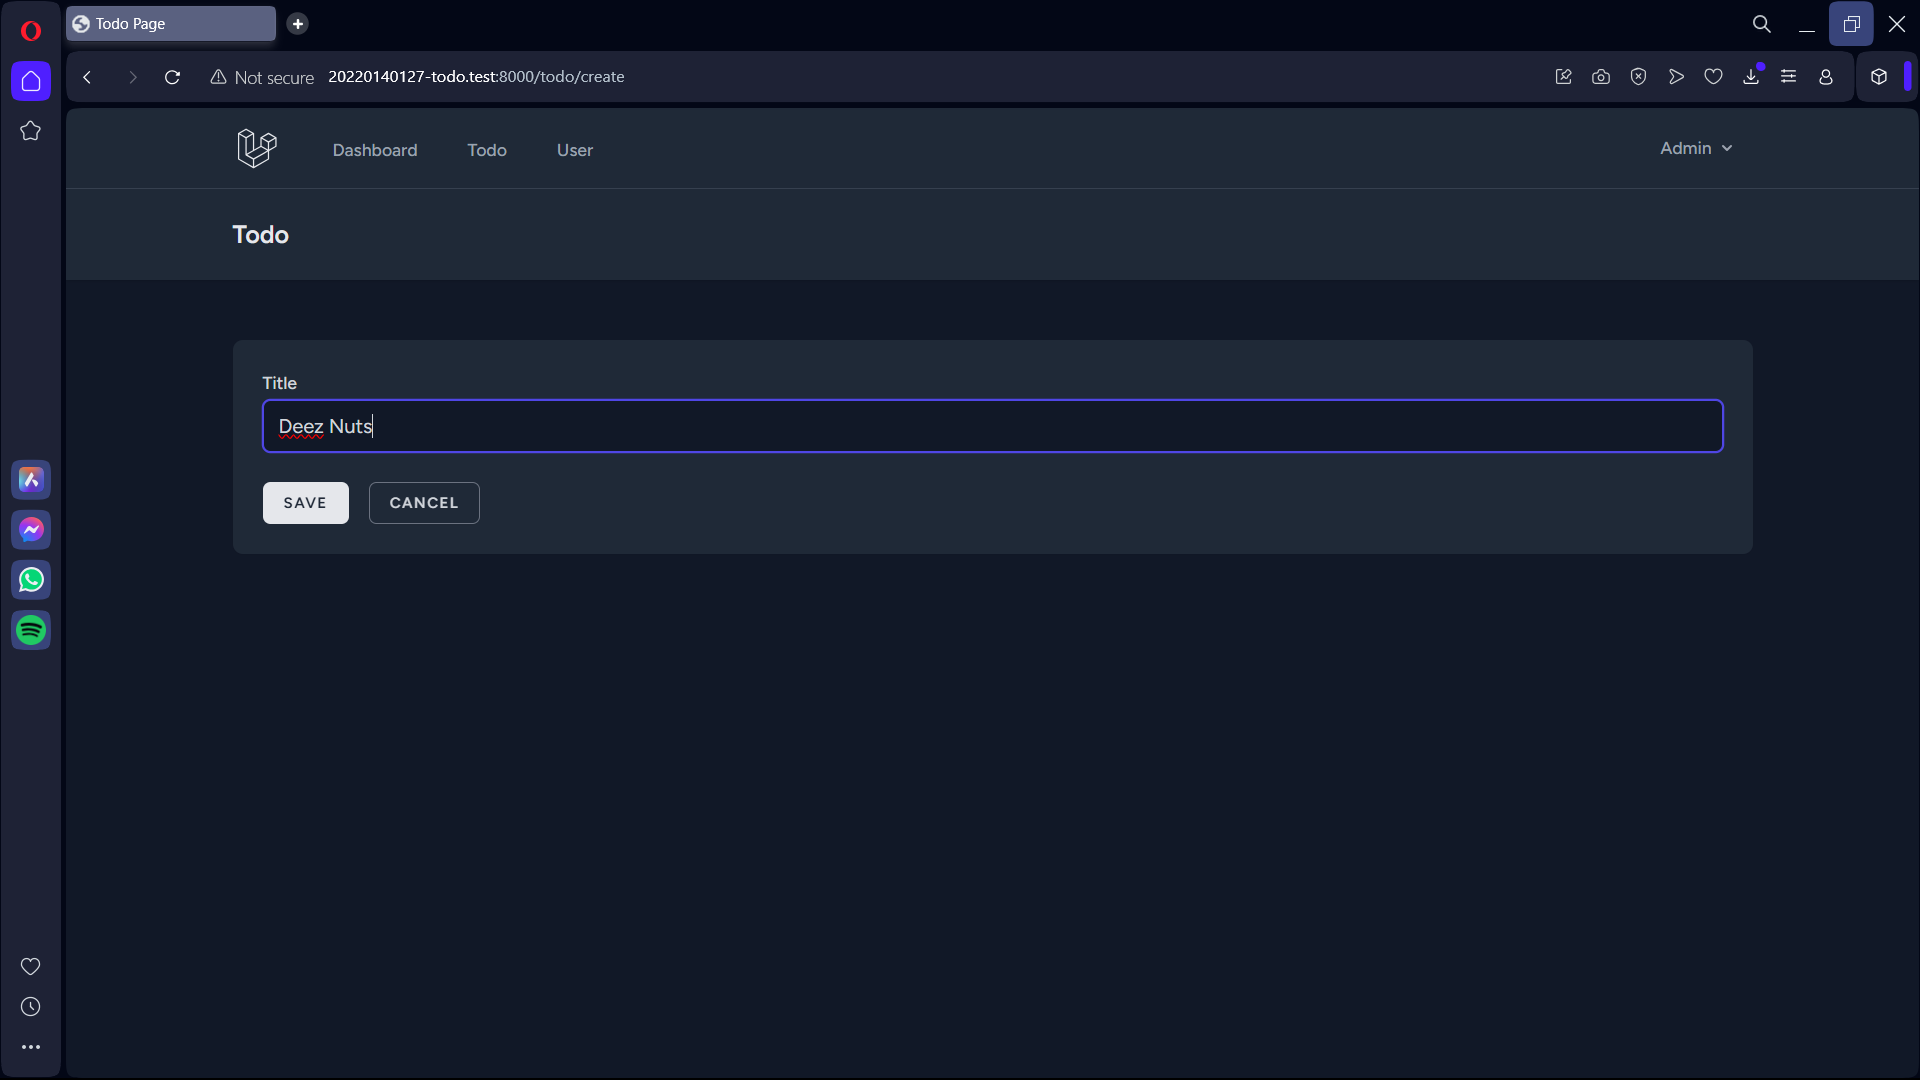 Todo Page
Not secure 20220140127-todo.test:8000/todo/create
Dashboard Todo User Admin
Todo
Title
Deez Nuts
SAVE CANCEL